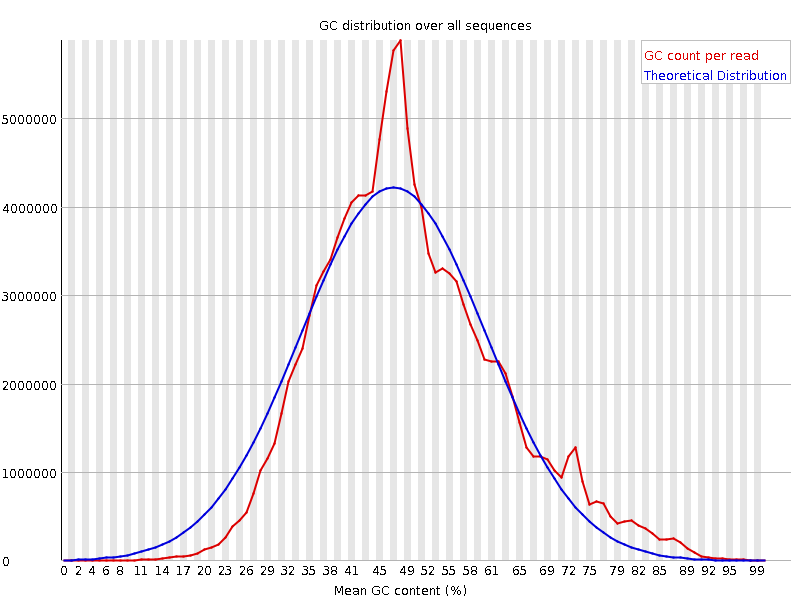 GC distribution over all sequences
GC count per read
Theoretical Distribution
5000000
4000000
3000000
2000000
1000000
0
0 2 4 6 8 11 14 17 20 23 26 29 32 35 38 41 45 49 52 55 58 61 65 69 72 75 79 82 85 89 92 95 99
Mean GC content (%)